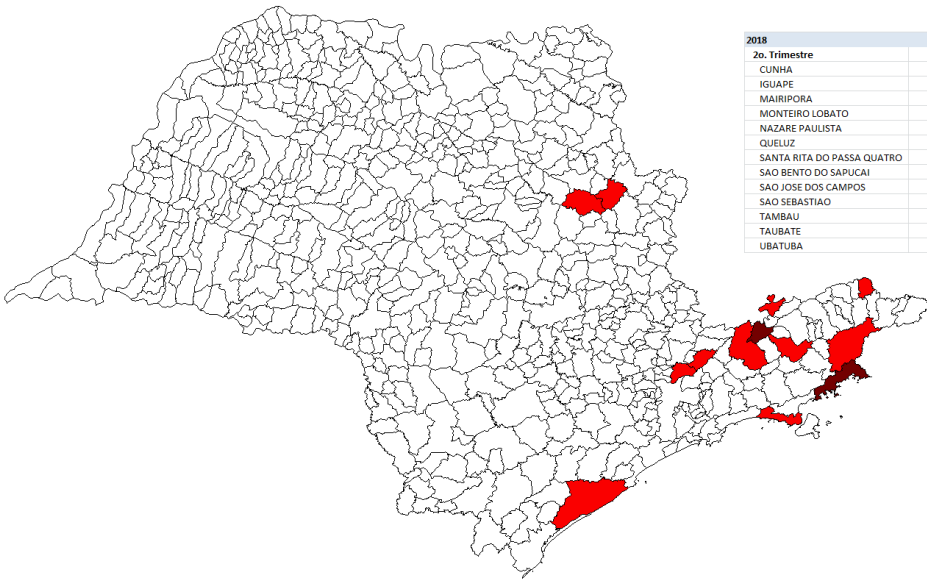 2018
2o. Trimestre
CUNHA
IGUAPE
MAIRIPORA
MONTEIRO LOBATO
NAZARE PAULISTA
QUELUZ
SANTA RITA DO PASSA QUATRO
SAO BENTO DO SAPUCAI
SAO JOSE DOS CAMPOS
SAO SEBASTIAO
TAMBAU
TAUBATE
UBATUBA